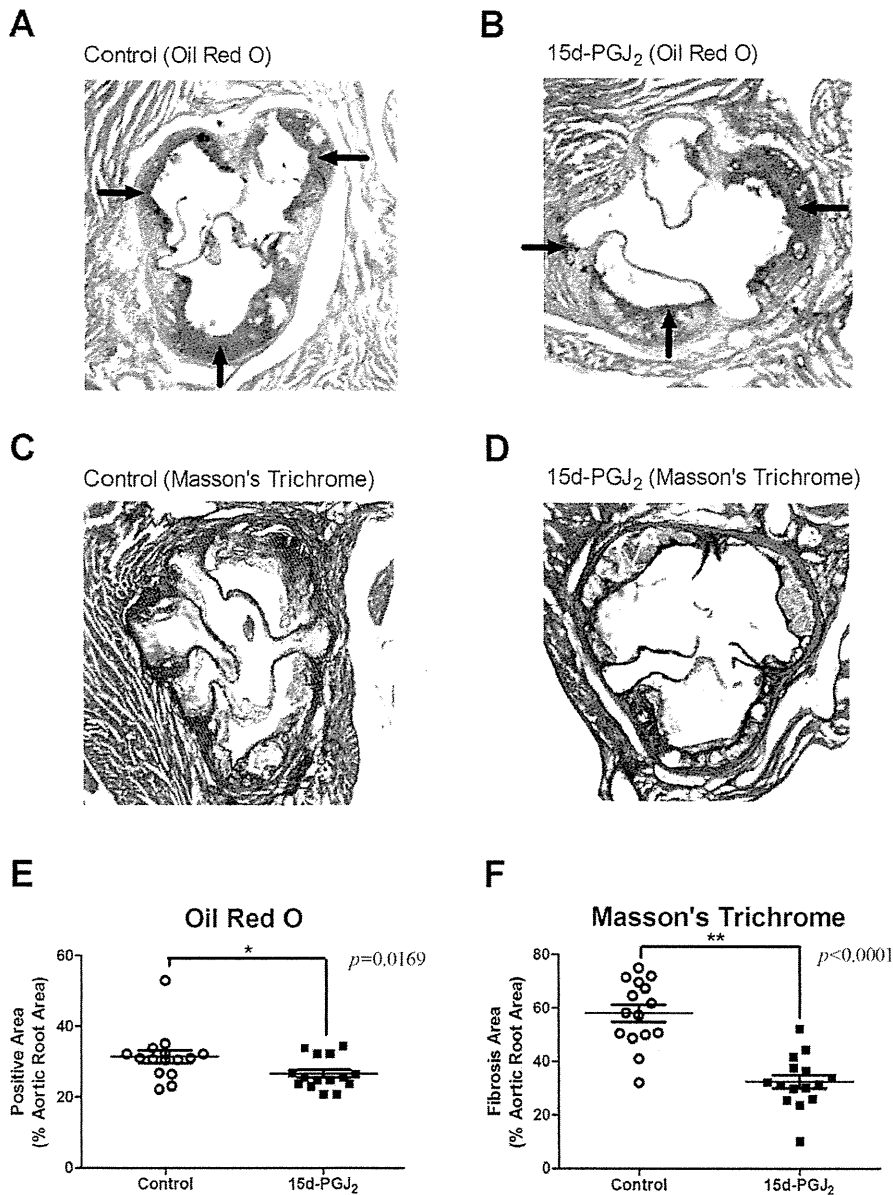 A
Control (Oil Red O)
B
15d-PGJ₂ (Oil Red O)
C
Control (Masson's Trichrome)
D
15d-PGJ₂ (Masson's Trichrome)
E
Oil Red O
Positive Area
(% Aortic Root Area)
60
40
20
0
*
p=0.0169
Control
15d-PGJ₂
F
Masson's Trichrome
Fibrosis Area
(% Aortic Root Area)
80
60
40
20
0
**
p<0.0001
Control
15d-PGJ₂